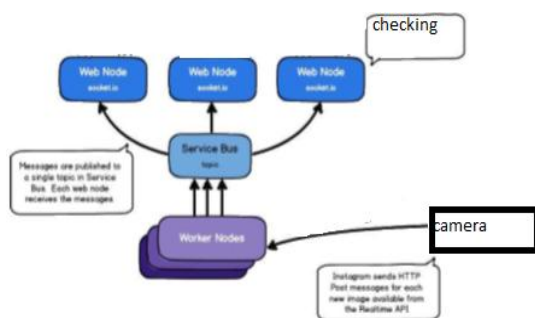 checking
Web Node
socket.io
Web Node
socket.io
Web Node
socket.io
Messages are published to
a single topic in Service
Bus. Each web node
receives the messages
Service Bus
topic
Worker Nodes
camera
Instagram sends HTTP
Post messages for each
new image available from
the Realtime API